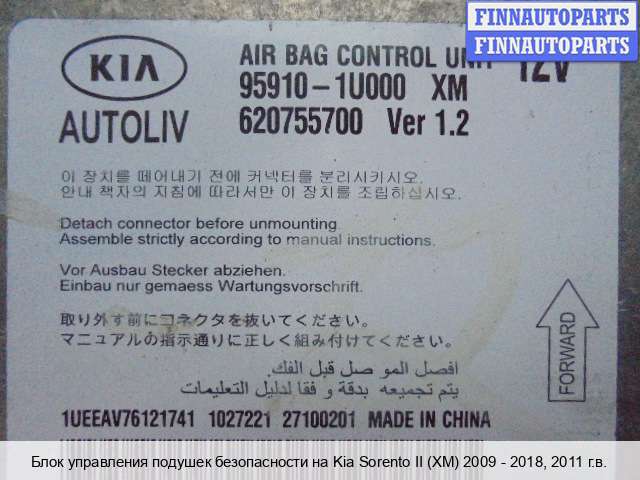 FINNAUTOPARTS
FINNAUTOPARTS
KIA
AUTOLIV
AIR BAG CONTROL UNIT 12V
95910-1U000 XM
620755700 Ver 1.2
이 장치를 떼어내기 전에 커넥터를 분리시키시오.
안내 책자의 지침에 따라서만 이 장치를 조립하십시오.
Detach connector before unmounting.
Assemble strictly according to manual instructions.
Vor Ausbau Stecker abziehen.
Einbau nur gemaess Wartungsvorschrift.
取り外す前にコネクタを抜いてください。
マニュアルの指示通りに正しく組み付けてください。
افصل الموصل قبل الفك.
يتم تجميعه بدقة و فقا لدليل التعليمات
FORWARD
1UEEAV76121741 1027221 27100201 MADE IN CHINA
Блок управления подушек безопасности на Kia Sorento II (XM) 2009 - 2018, 2011 г.в.